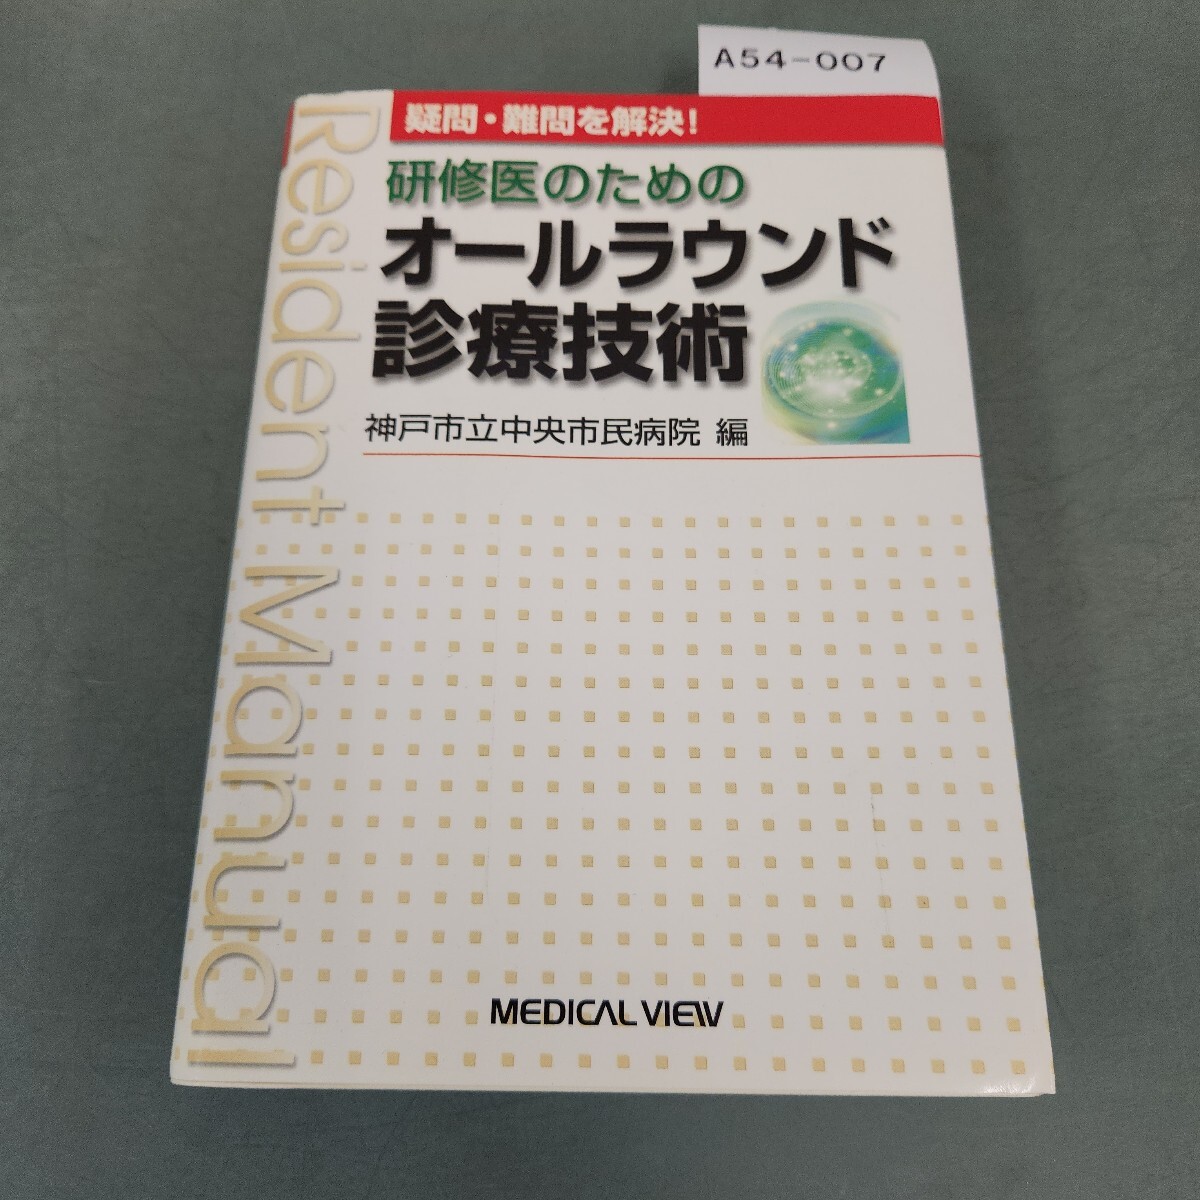 A54-007
疑問・難問を解決!
研修医のための
オールラウンド
診療技術
神戸市立中央市民病院 編
Resident Manual
MEDICAL VIEW